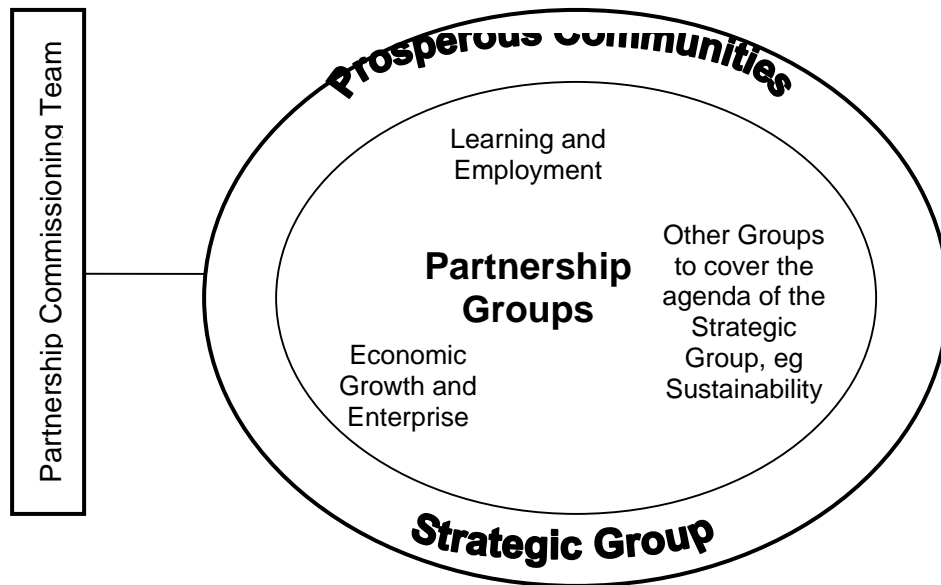 Partnership Commissioning Team
Prosperous Communities
Learning and
Employment
Partnership
Groups
Other Groups
to cover the
agenda of the
Strategic
Group, eg
Sustainability
Economic
Growth and
Enterprise
Strategic Group